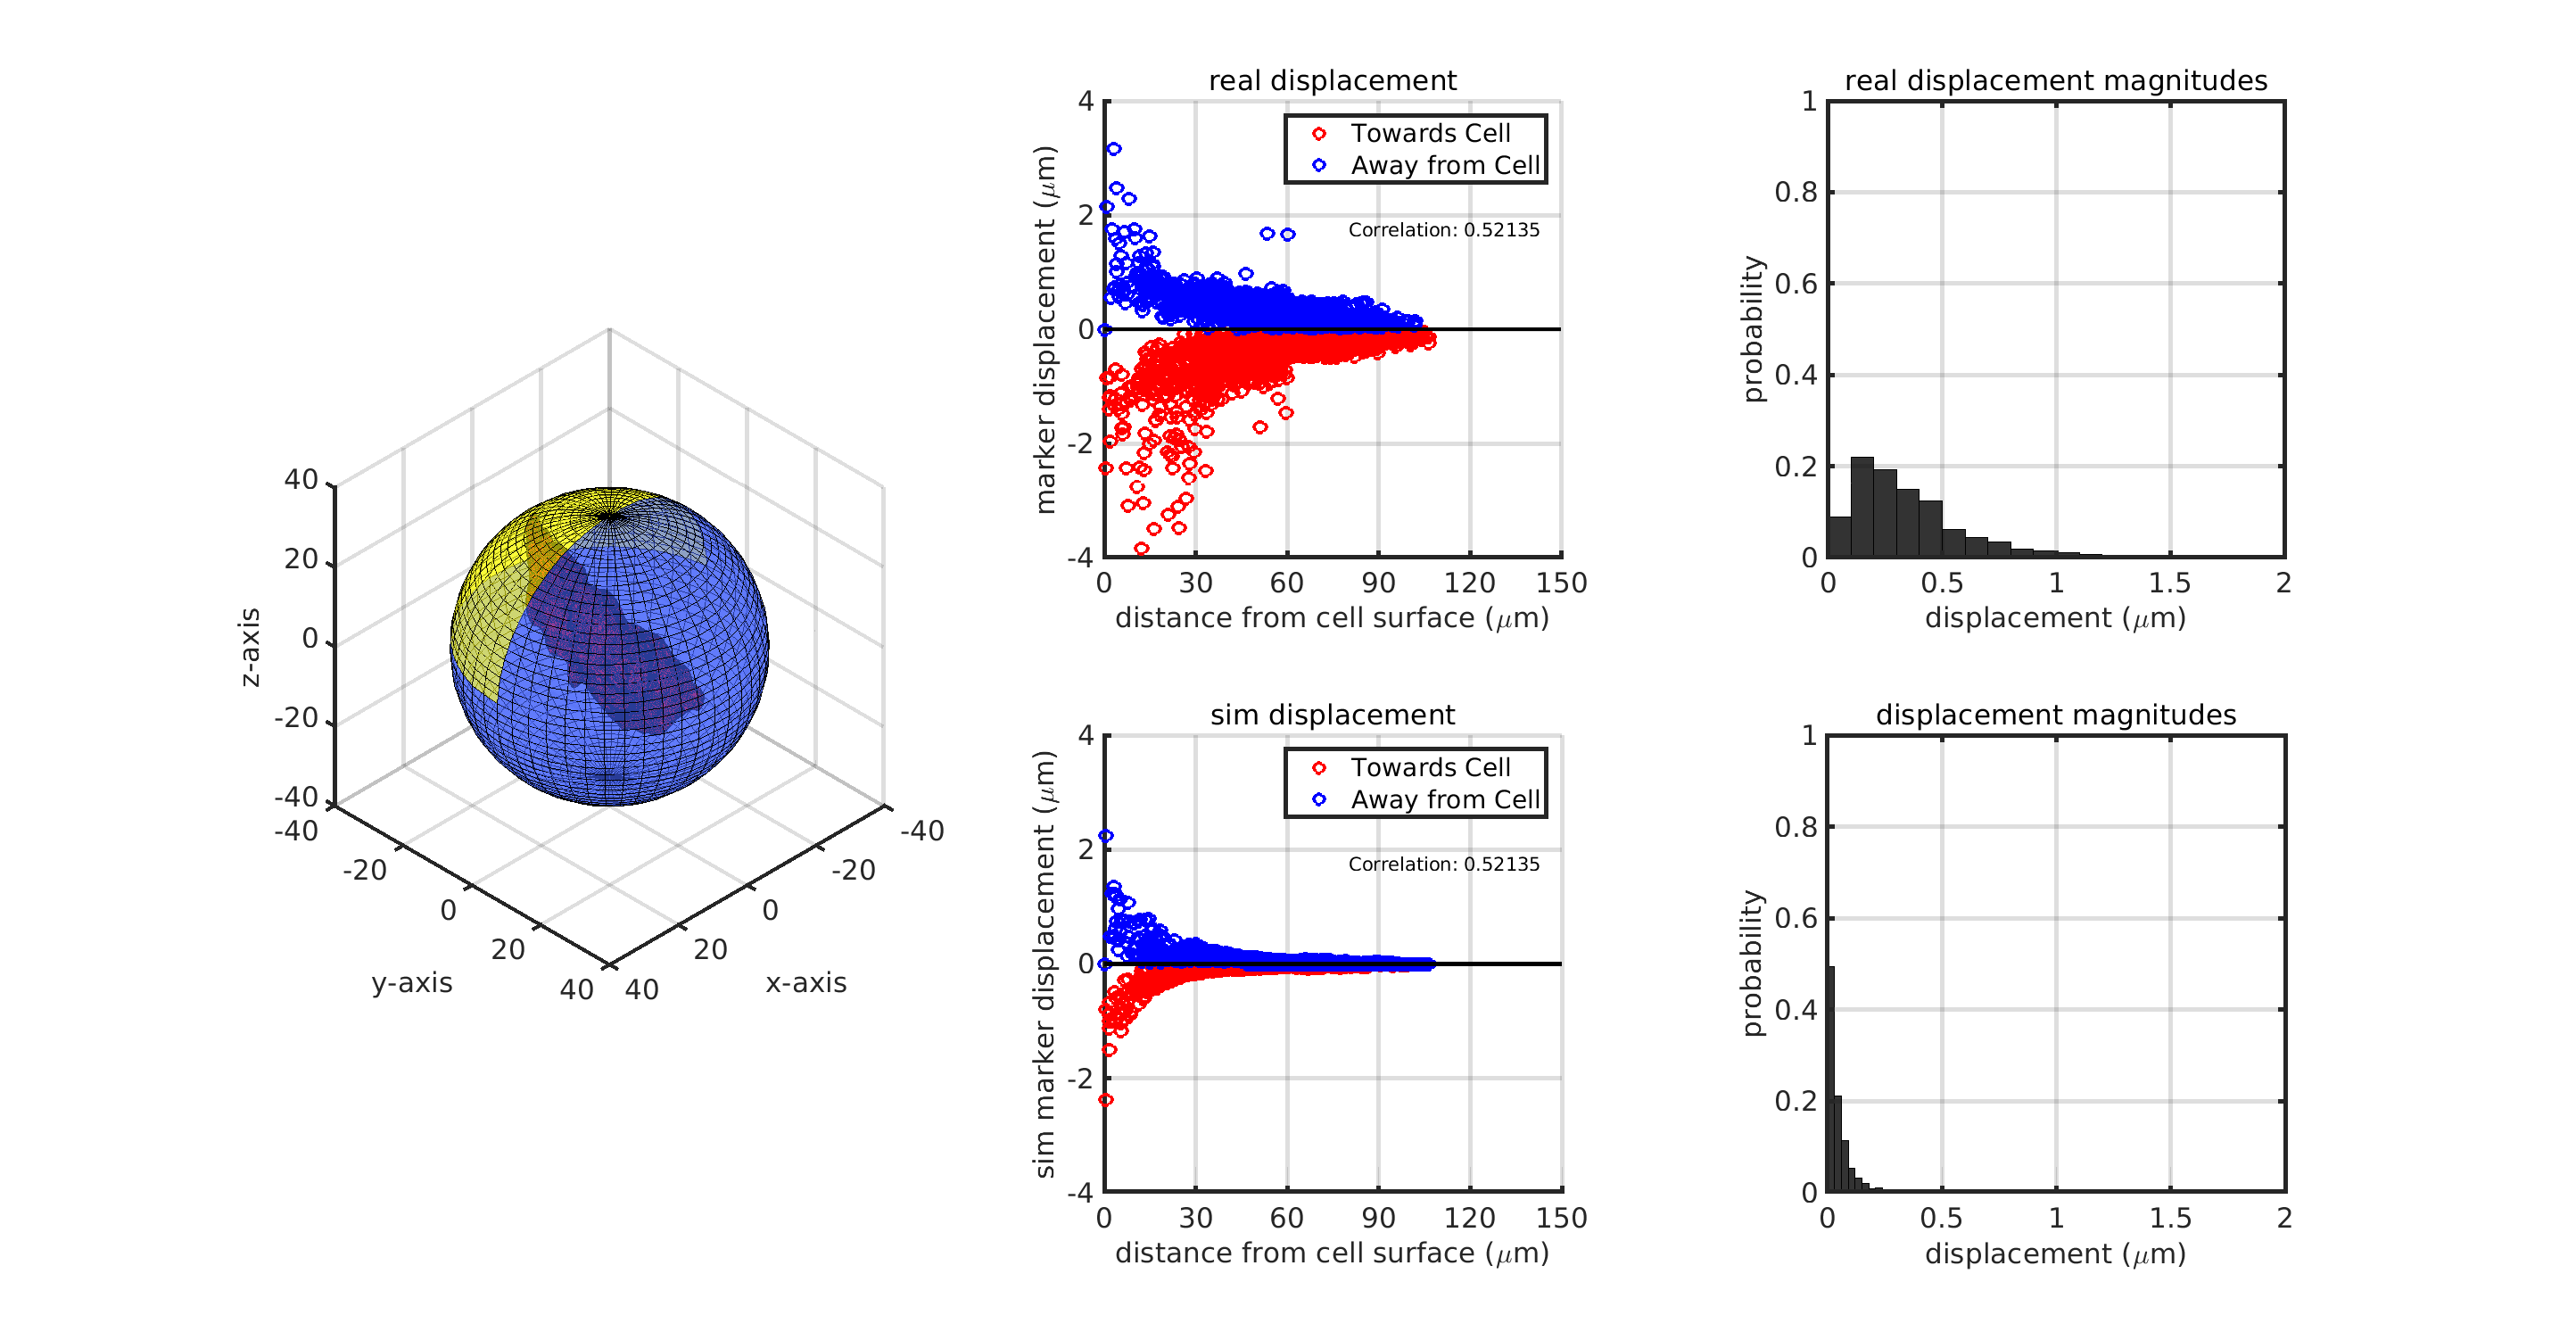 40
20
0
-20
-40
z-axis
-40
-20
0
20
40
y-axis
40
20
0
-20
-40
x-axis
real displacement
Towards Cell
Away from Cell
Correlation: 0.52135
4
2
0
-2
-4
marker displacement (μm)
0 30 60 90 120 150
distance from cell surface (μm)
real displacement magnitudes
1
0.8
0.6
0.4
0.2
0
probability
0 0.5 1 1.5 2
displacement (μm)
sim displacement
Towards Cell
Away from Cell
Correlation: 0.52135
4
2
0
-2
-4
sim marker displacement (μm)
0 30 60 90 120 150
distance from cell surface (μm)
displacement magnitudes
1
0.8
0.6
0.4
0.2
0
probability
0 0.5 1 1.5 2
displacement (μm)